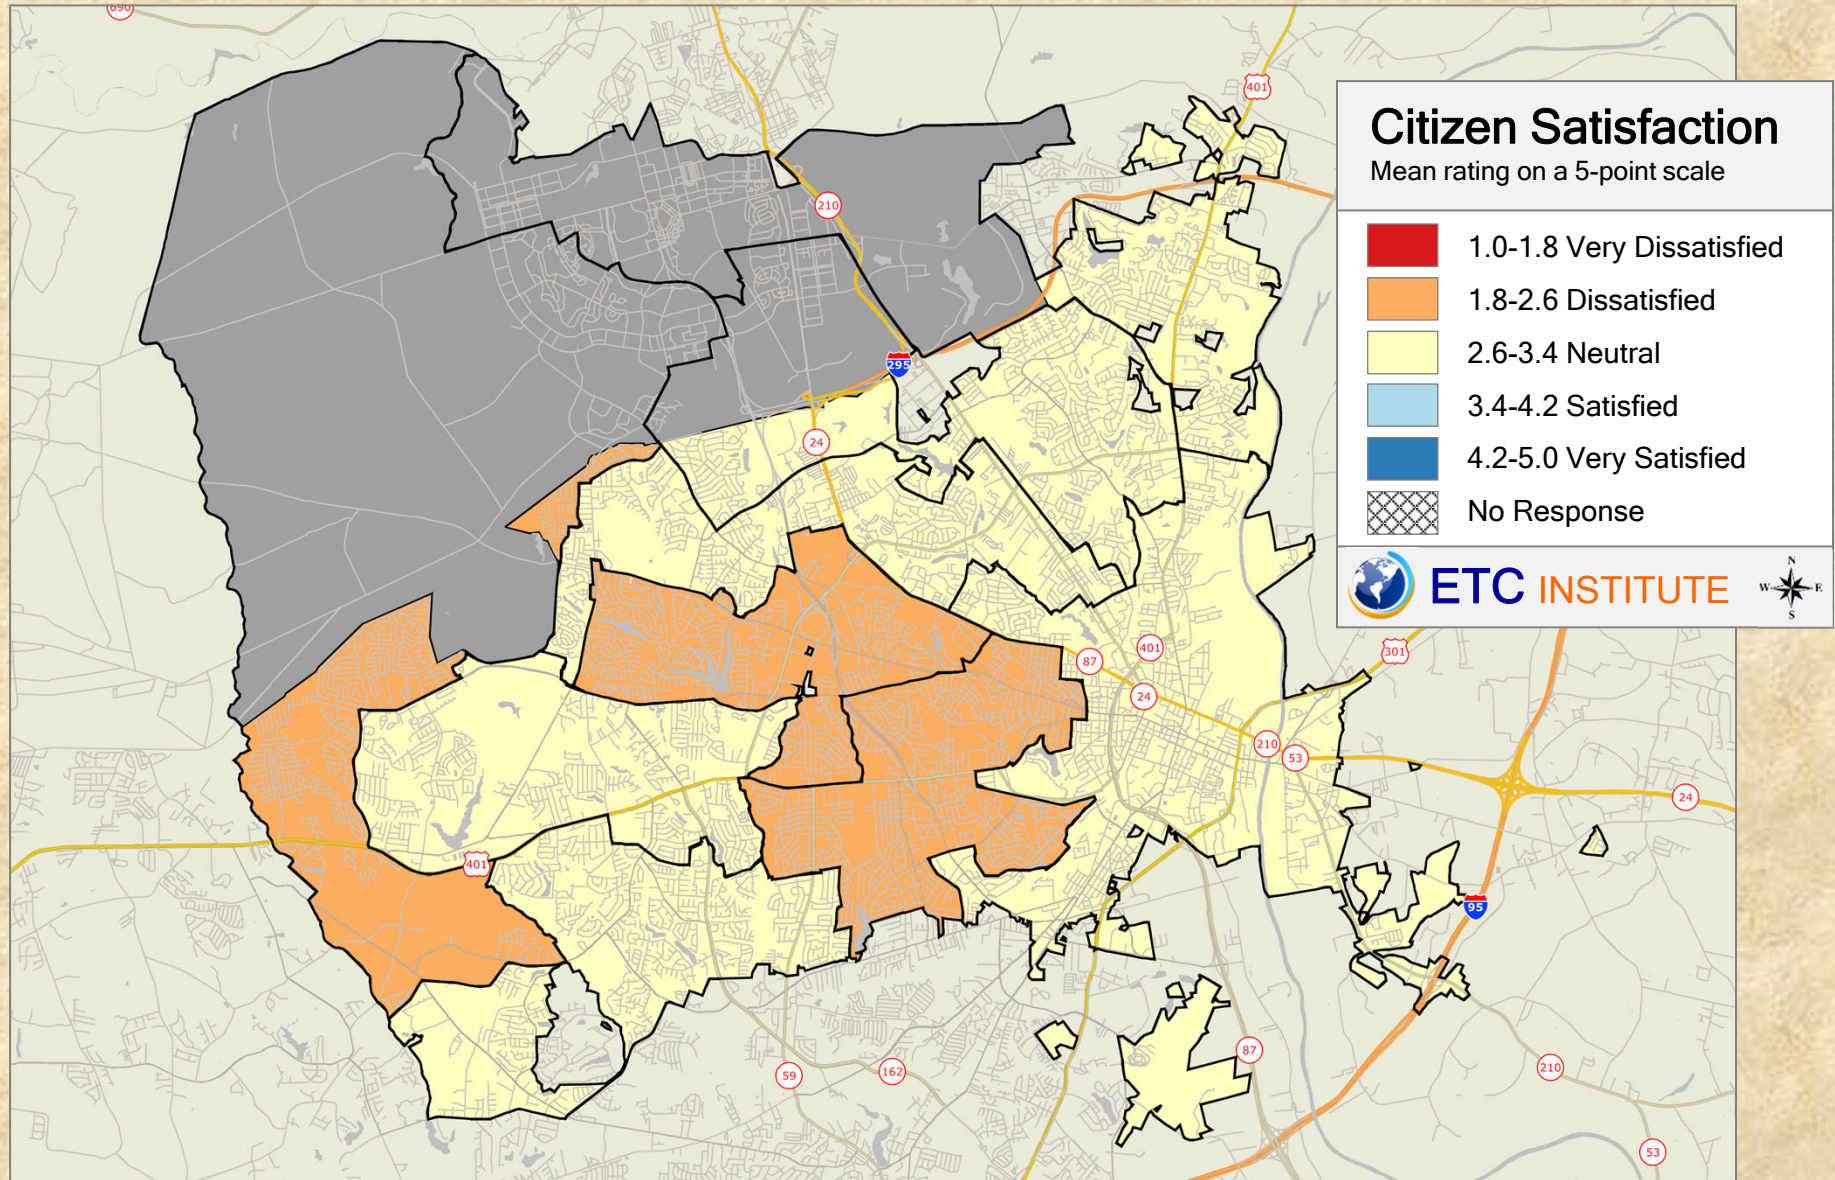 690
401
Citizen Satisfaction
Mean rating on a 5-point scale
210
1.0-1.8 Very Dissatisfied
1.8-2.6 Dissatisfied
2.6-3.4 Neutral
295
3.4-4.2 Satisfied
24
4.2-5.0 Very Satisfied
No Response
ETC INSTITUTE
N
W E
S
401
87
301
24
210
53
24
401
95
87
210
59
162
53